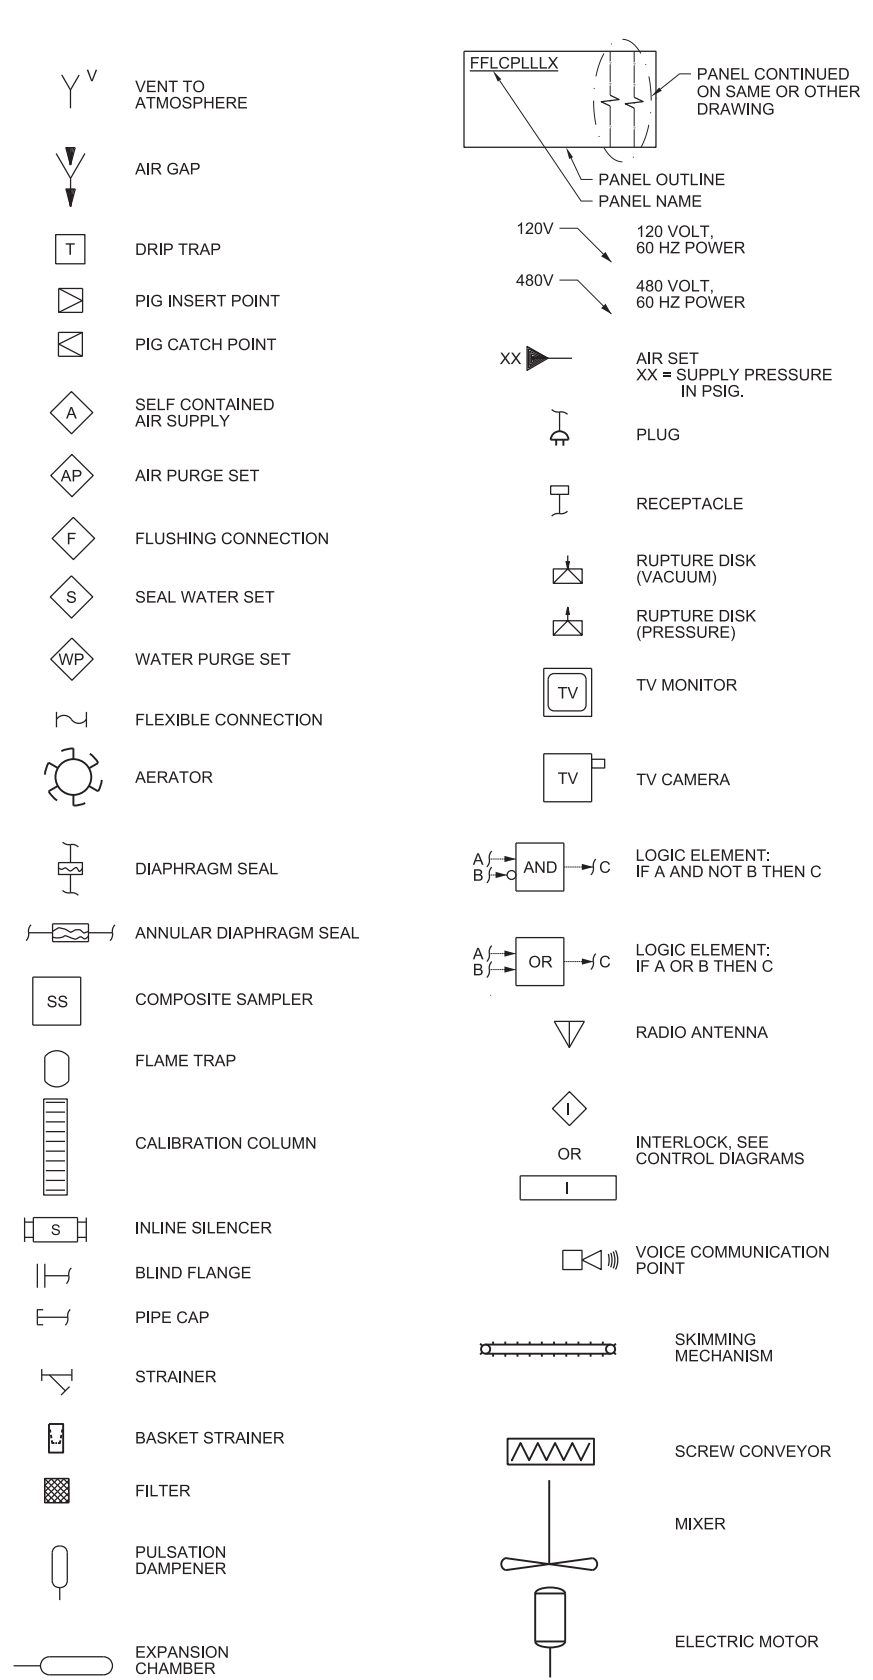 V
VENT TO
ATMOSPHERE
AIR GAP
T
DRIP TRAP
PIG INSERT POINT
PIG CATCH POINT
A
SELF CONTAINED
AIR SUPPLY
AP
AIR PURGE SET
F
FLUSHING CONNECTION
S
SEAL WATER SET
WP
WATER PURGE SET
FLEXIBLE CONNECTION
AERATOR
DIAPHRAGM SEAL
ANNULAR DIAPHRAGM SEAL
SS
COMPOSITE SAMPLER
FLAME TRAP
CALIBRATION COLUMN
S
INLINE SILENCER
BLIND FLANGE
PIPE CAP
STRAINER
BASKET STRAINER
FILTER
PULSATION
DAMPENER
EXPANSION
CHAMBER
FFLCPLLLX
PANEL CONTINUED
ON SAME OR OTHER
DRAWING
PANEL OUTLINE
PANEL NAME
120V
120 VOLT,
60 HZ POWER
480V
480 VOLT,
60 HZ POWER
XX
AIR SET
XX = SUPPLY PRESSURE
IN PSIG.
PLUG
RECEPTACLE
RUPTURE DISK
(VACUUM)
RUPTURE DISK
(PRESSURE)
TV
TV MONITOR
TV
TV CAMERA
A
B
AND
C
LOGIC ELEMENT:
IF A AND NOT B THEN C
A
B
OR
C
LOGIC ELEMENT:
IF A OR B THEN C
RADIO ANTENNA
I
OR
I
INTERLOCK, SEE
CONTROL DIAGRAMS
VOICE COMMUNICATION
POINT
SKIMMING
MECHANISM
SCREW CONVEYOR
MIXER
ELECTRIC MOTOR